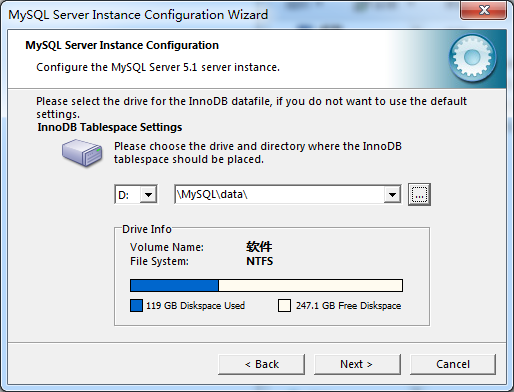 MySQL Server Instance Configuration Wizard
MySQL Server Instance Configuration
Configure the MySQL Server 5.1 server instance.
Please select the drive for the InnoDB datafile, if you do not want to use the default
settings.
InnoDB Tablespace Settings
Please choose the drive and directory where the InnoDB
tablespace should be placed.
D: \MySQL\data\ ...
Drive Info
Volume Name: 软件
File System: NTFS
119 GB Diskspace Used 247.1 GB Free Diskspace
< Back Next > Cancel